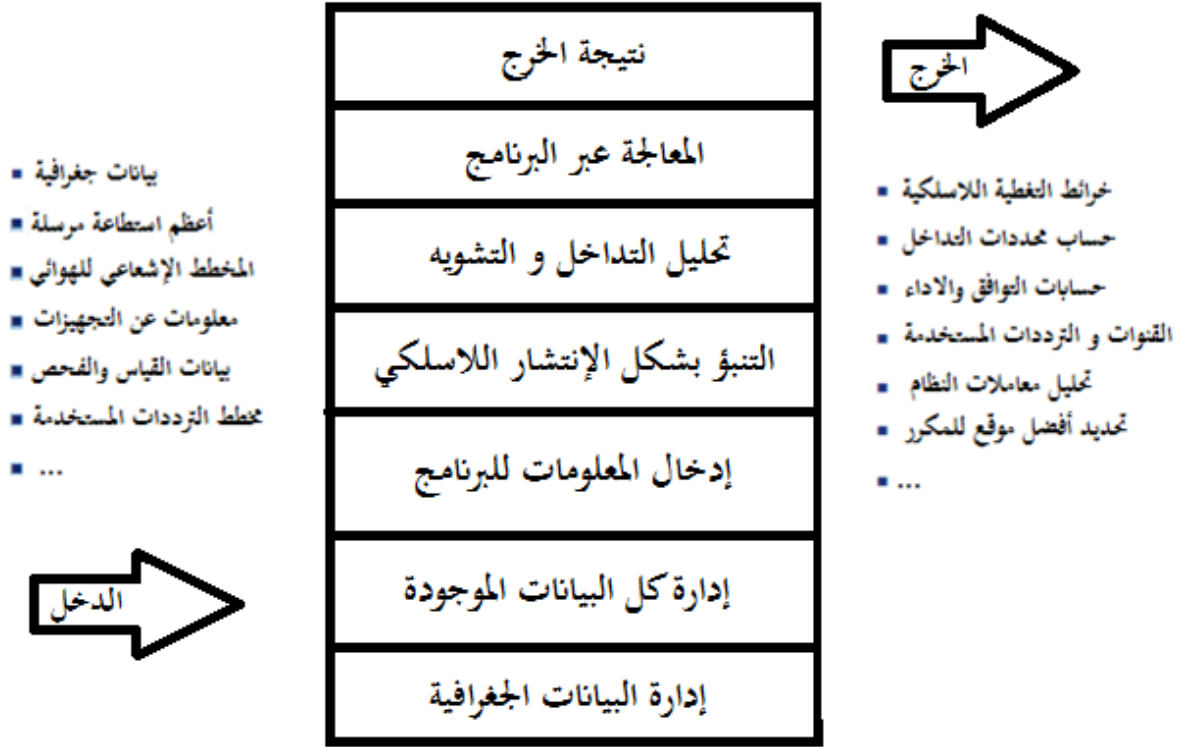 نتيجة الخرج
المعالجة عبر البرنامج
تحليل التداخل و التشويه
التنبؤ بشكل الإنتشار اللاسلكي
إدخال المعلومات للبرنامج
إدارة كل البيانات الموجودة
إدارة البيانات الجغرافية
الخرج
خرائط التغطية اللاسلكية
حساب محددات التداخل
حسابات التوافق والاداء
القنوات و الترددات المستخدمة
تحليل معاملات النظام
تحديد أفضل موقع للمكرر
...
بيانات جغرافية
أعظم استطاعة مرسلة
المخطط الإشعاعي للهوائي
معلومات عن التجهيزات
بيانات القياس والفحص
مخطط الترددات المستخدمة
...
الدخل